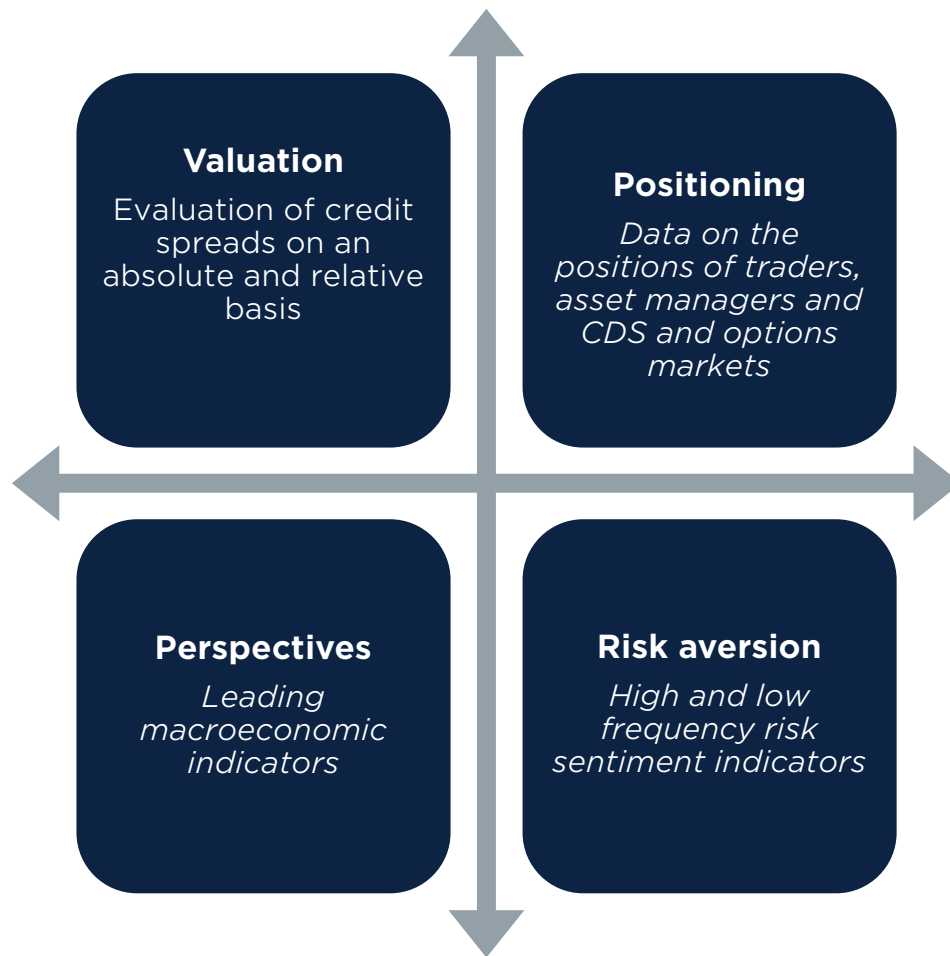 Valuation
Evaluation of credit
spreads on an
absolute and relative
basis
Positioning
Data on the
positions of traders,
asset managers and
CDS and options
markets
Perspectives
Leading
macroeconomic
indicators
Risk aversion
High and low
frequency risk
sentiment indicators